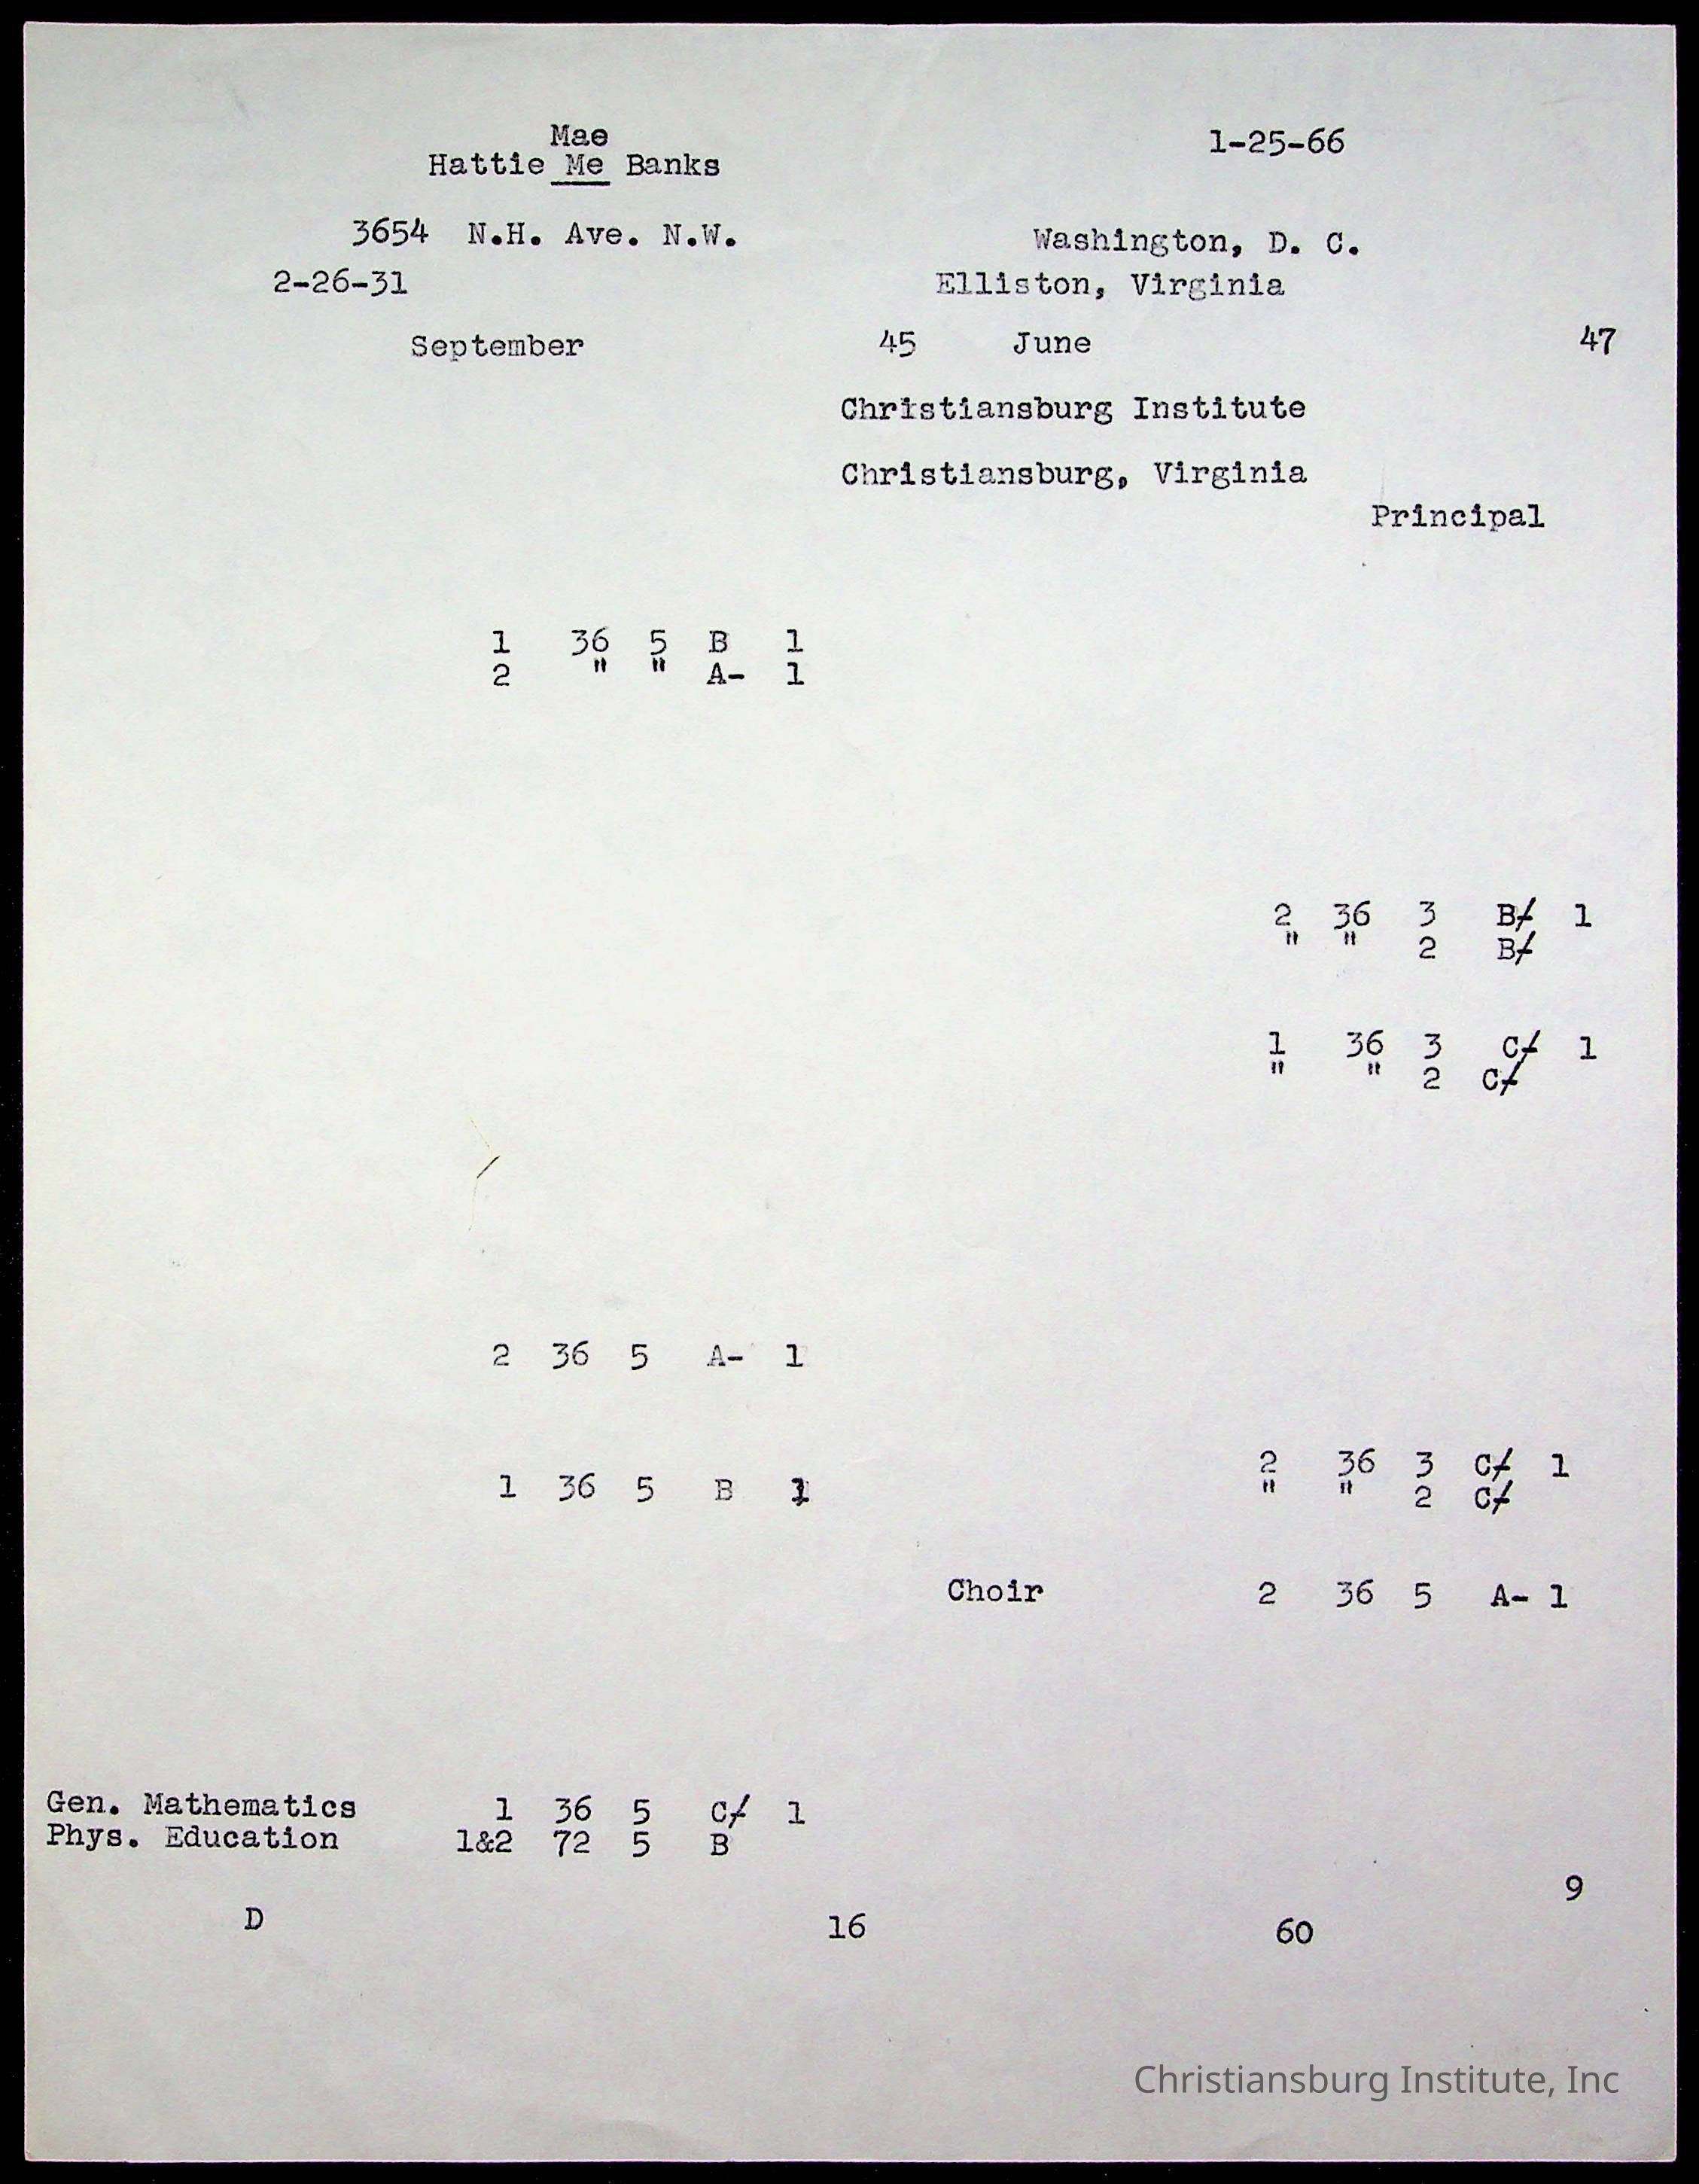 Mae
Hattie Me Banks
1-25-66
3654 N.H. Ave. N.W.
Washington, D. C.
2-26-31
Elliston, Virginia
September 45 June 47
Christiansburg Institute
Christiansburg, Virginia
Principal
1 36 5 B 1
2 " " A- 1
2 36 3 B/ 1
" " 2 B/
1 36 3 C/ 1
" " 2 C/
2 36 5 A- 1
2 36 3 C/ 1
1 36 5 B 1
" " 2 C/
Choir 2 36 5 A- 1
Gen. Mathematics 1 36 5 C/ 1
Phys. Education 1&2 72 5 B
9
D 16 60
Christiansburg Institute, Inc